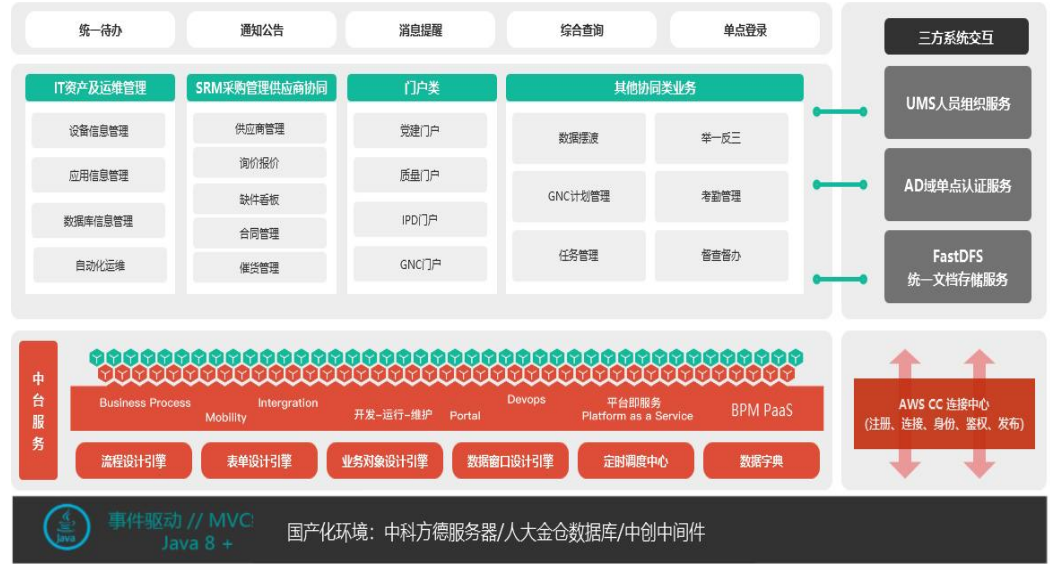 统一待办
通知公告
消息提醒
综合查询
单点登录
三方系统交互
IT资产及运维管理
SRM采购管理供应商协同
门户类
其他协同类业务
设备信息管理
应用信息管理
数据库信息管理
自动化运维
供应商管理
询价报价
缺件看板
合同管理
催货管理
党建门户
质量门户
IPD门户
GNC门户
数据摆渡
举一反三
GNC计划管理
考勤管理
任务管理
督查督办
UMS人员组织服务
AD域单点认证服务
FastDFS
统一文档存储服务
中
台
服
务
Business Process
Mobility
Intergration
开发-运行-维护
Portal
Devops
平台即服务
Platform as a Service
BPM PaaS
流程设计引擎
表单设计引擎
业务对象设计引擎
数据窗口设计引擎
定时调度中心
数据字典
AWS CC 连接中心
(注册、连接、身份、鉴权、发布)
Java
事件驱动 // MVC
Java 8 +
国产化环境：中科方德服务器/人大金仓数据库/中创中间件